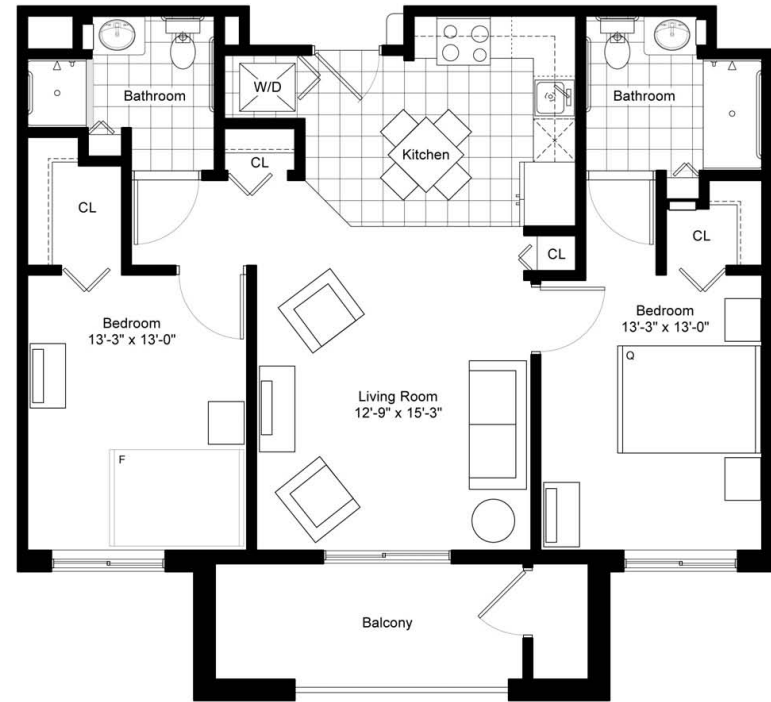 Bathroom
W/D
CL
Kitchen
Bathroom
CL
CL
CL
Bedroom
13'-3" x 13'-0"
Living Room
12'-9" x 15'-3"
Bedroom
13'-3" x 13'-0"
Q
F
Balcony